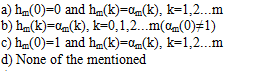 a) hₘ(0)=0 and hₘ(k)=αₘ(k), k=1,2...m
b) hₘ(k)=αₘ(k), k=0,1,2...m(αₘ(0)≠1)
c) hₘ(0)=1 and hₘ(k)=αₘ(k), k=1,2...m
d) None of the mentioned